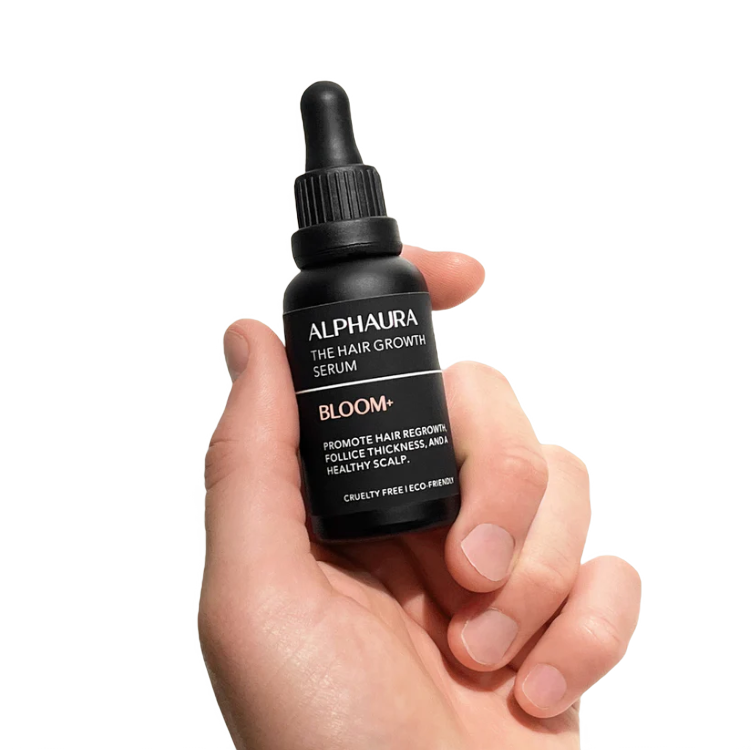 ALPHAURA
THE HAIR GROWTH
SERUM
BLOOM+
PROMOTE HAIR REGROWTH,
FOLLICE THICKNESS, AND A
HEALTHY SCALP.
CRUELTY FREE | ECO-FRIENDLY